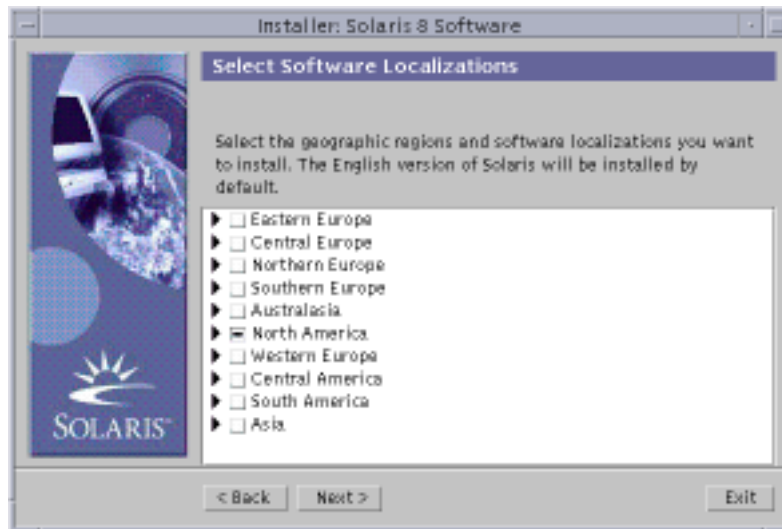 Installer: Solaris 8 Software
Select Software Localizations
Select the geographic regions and software localizations you want
to install. The English version of Solaris will be installed by
default.
Eastern Europe
Central Europe
Northern Europe
Southern Europe
Australasia
North America
Western Europe
Central America
South America
Asia
SOLARIS™
< Back
Next >
Exit